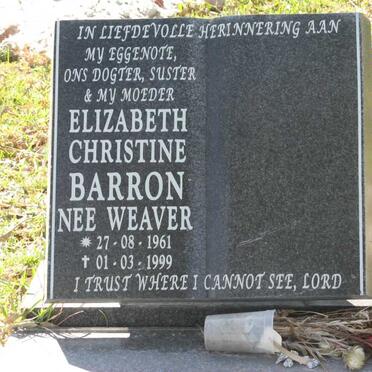 IN LIEFDEVOLLE HERINNERING AAN
MY EGGENOTE,
ONS DOGTER, SUSTER
& MY MOEDER
ELIZABETH
CHRISTINE
BARRON
NEE WEAVER
✷ 27-08-1961
✝ 01-03-1999
I TRUST WHERE I CANNOT SEE, LORD